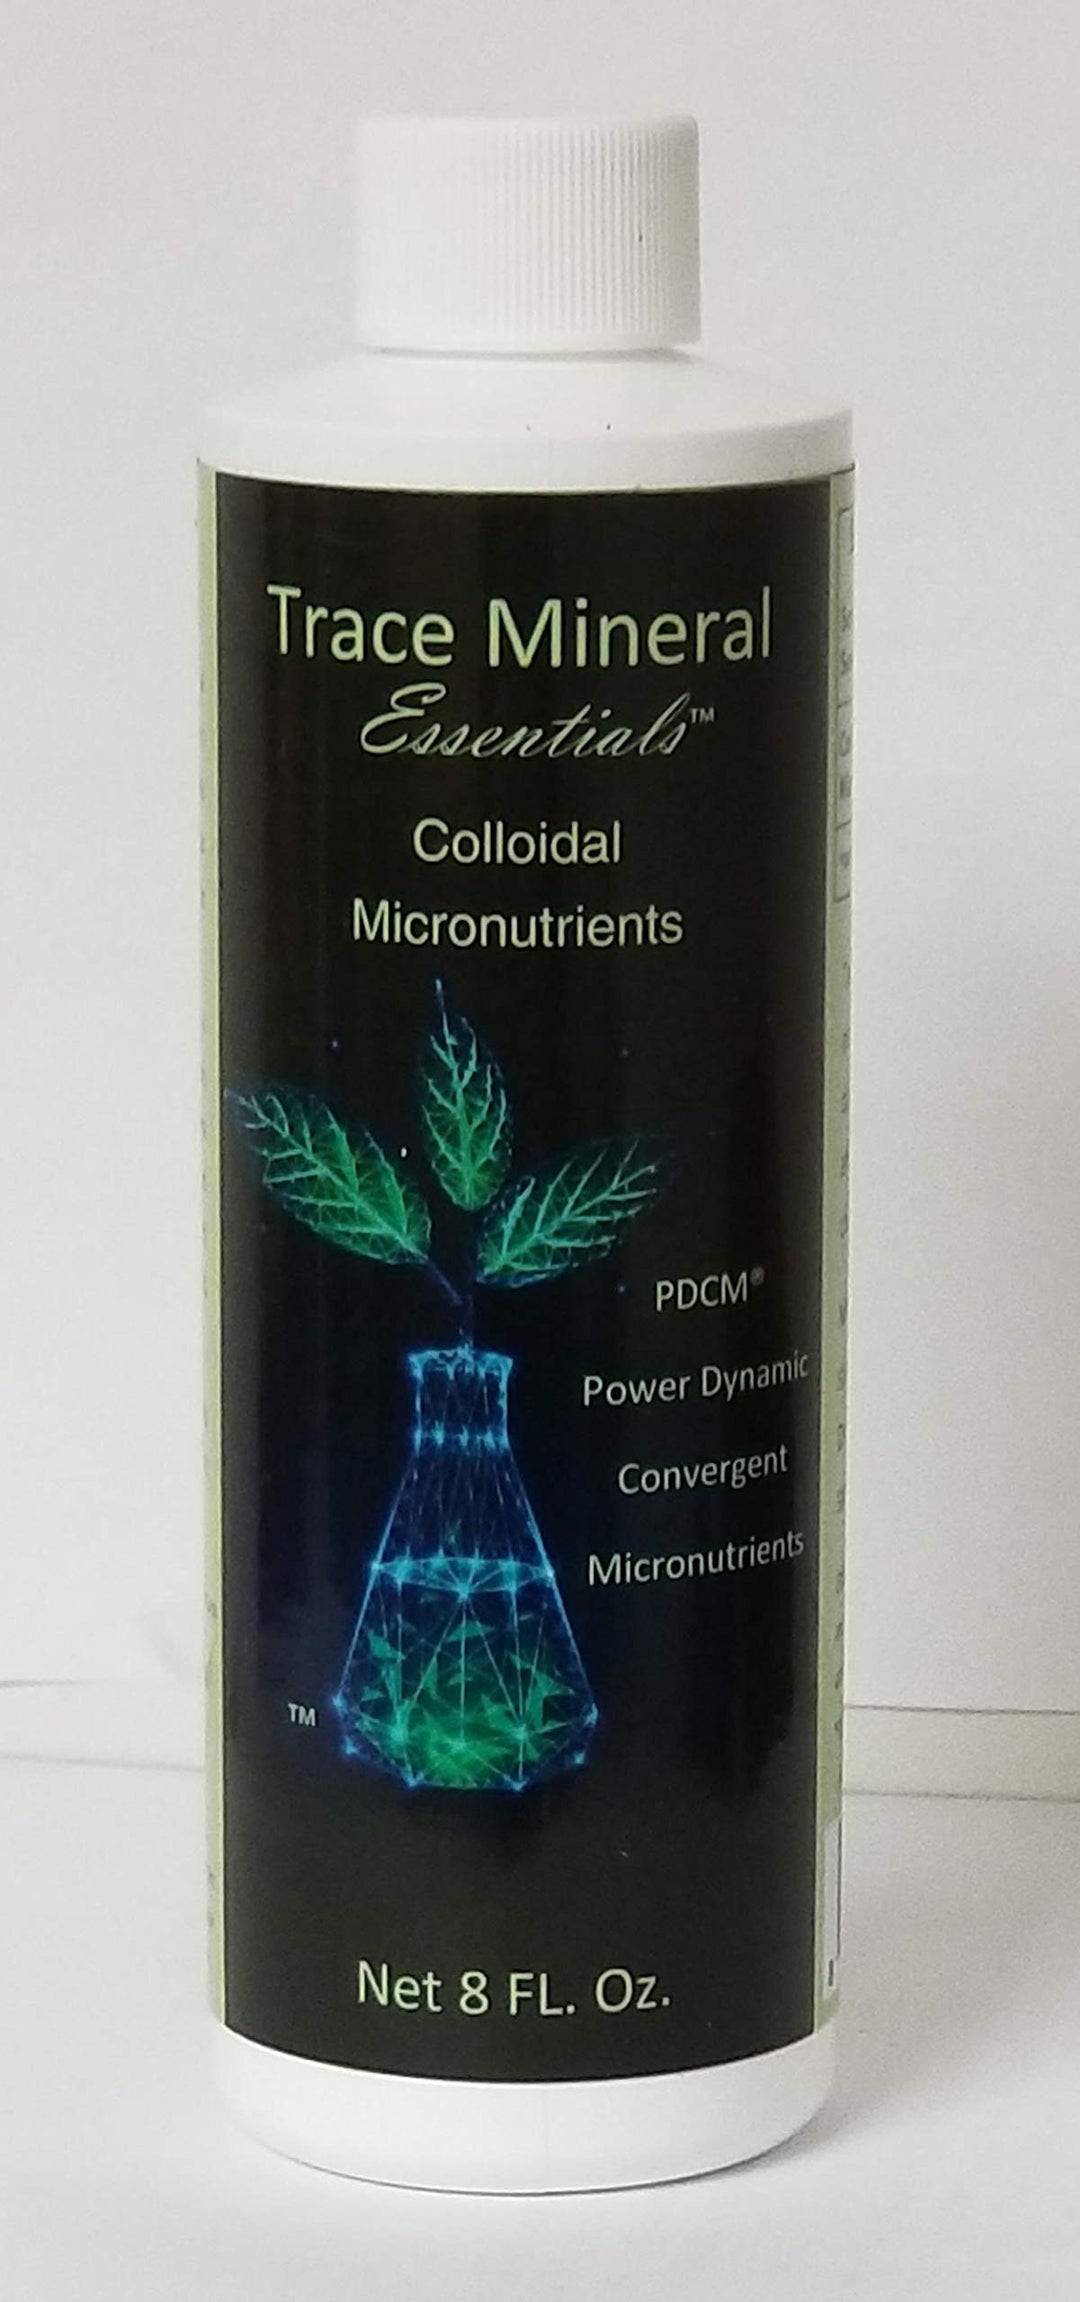 Trace Mineral
Essentials™
Colloidal
Micronutrients
PDCM®
Power Dynamic
Convergent
Micronutrients
TM
Net 8 FL. Oz.